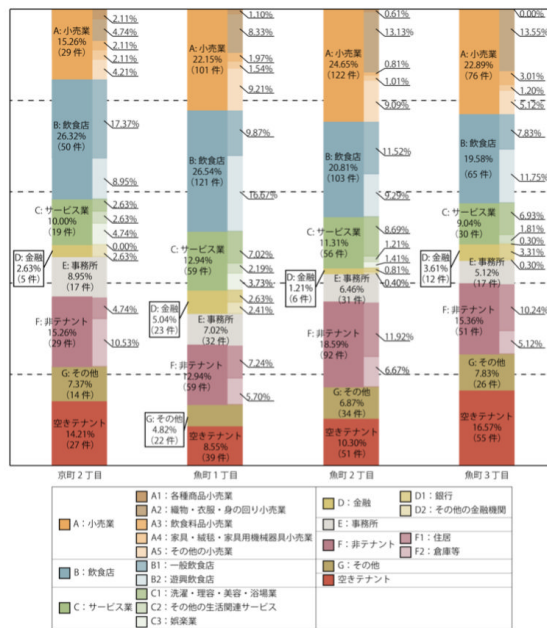 A: 小売業
15.26%
(29 件)
2.11%
4.74%
2.11%
2.11%
4.21%
B: 飲食店
26.32%
(50 件)
17.37%
8.95%
C: サービス業
10.00%
(19 件)
2.63%
2.63%
4.74%
D: 金融
2.63%
(5 件)
0.00%
2.63%
E: 事務所
8.95%
(17 件)
F: 非テナント
15.26%
(29 件)
4.74%
10.53%
G: その他
7.37%
(14 件)
空きテナント
14.21%
(27 件)
京町 2 丁目
A: 小売業
22.15%
(101 件)
1.10%
8.33%
1.97%
1.54%
9.21%
B: 飲食店
26.54%
(121 件)
9.87%
16.67%
C: サービス業
12.94%
(59 件)
7.02%
2.19%
3.73%
D: 金融
5.04%
(23 件)
2.63%
2.41%
E: 事務所
7.02%
(32 件)
F: 非テナント
12.94%
(59 件)
7.24%
5.70%
G: その他
4.82%
(22 件)
空きテナント
8.55%
(39 件)
魚町 1 丁目
A: 小売業
24.65%
(122 件)
0.61%
13.13%
0.81%
1.01%
9.09%
B: 飲食店
20.81%
(103 件)
11.52%
9.29%
C: サービス業
11.31%
(56 件)
8.69%
1.21%
1.41%
D: 金融
1.21%
(6 件)
0.81%
0.40%
E: 事務所
6.46%
(31 件)
F: 非テナント
18.59%
(92 件)
11.92%
6.67%
G: その他
6.87%
(34 件)
空きテナント
10.30%
(51 件)
魚町 2 丁目
A: 小売業
22.89%
(76 件)
0.00%
13.55%
3.01%
1.20%
5.12%
B: 飲食店
19.58%
(65 件)
7.83%
11.75%
C: サービス業
9.04%
(30 件)
6.93%
1.81%
0.30%
D: 金融
3.61%
(12 件)
3.31%
0.30%
E: 事務所
5.12%
(17 件)
F: 非テナント
15.36%
(51 件)
10.24%
5.12%
G: その他
7.83%
(26 件)
空きテナント
16.57%
(55 件)
魚町 3 丁目
A：小売業
A1：各種商品小売業
A2：織物・衣服・身の回り小売業
A3：飲食料品小売業
A4：家具・絨毯・家具用機械器具小売業
A5：その他の小売業
B：飲食店
B1：一般飲食店
B2：遊興飲食店
C：サービス業
C1：洗濯・理容・美容・浴場業
C2：その他の生活関連サービス
C3：娯楽業
D：金融
D1：銀行
D2：その他の金融機関
E：事務所
F：非テナント
F1：住居
F2：倉庫等
G：その他
空きテナント